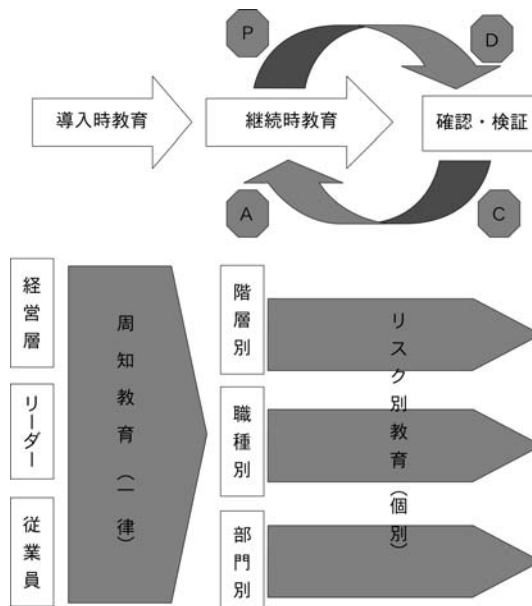 P
D
導入時教育
継続時教育
確認・検証
A
C
経営層
リーダー
従業員
周知教育(一律)
階層別
職種別
部門別
リスク別教育(個別)